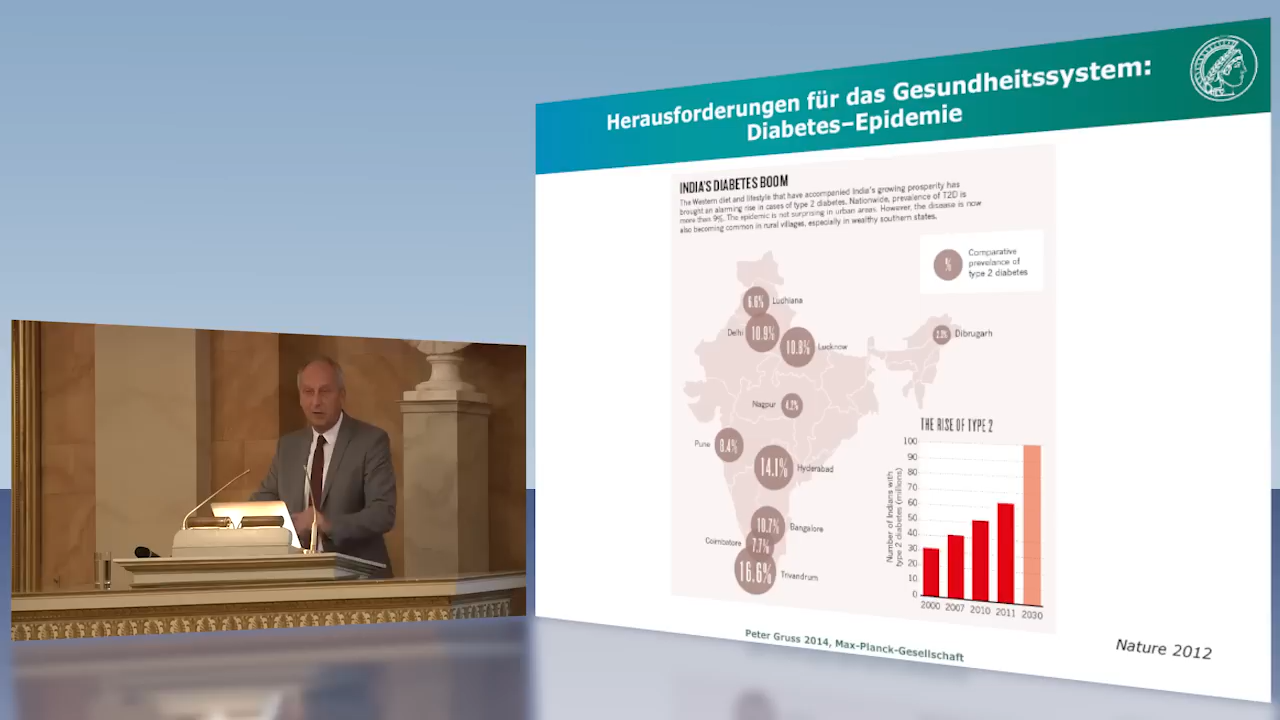 Herausforderungen für das Gesundheitssystem:
Diabetes–Epidemie
INDIA'S DIABETES BOOM
The Western diet and lifestyle that have accompanied India's growing prosperity has
brought an alarming rise in cases of type 2 diabetes. Nationwide, prevalence of T2D is
more than 9%. The epidemic is not surprising in urban areas. However, the disease is now
also becoming common in rural villages, especially in wealthy southern states.
%
Comparative
prevelance of
type 2 diabetes
Ludhiana
Delhi
10.9%
10.8%
Lucknow
Dibrugarh
Nagpur
4.2%
Pune
8.4%
14.1%
Hyderabad
10.7%
Bangalore
Coimbatore
7.7%
16.6%
Trivandrum
THE RISE OF TYPE 2
Number of Indians with
type 2 diabetes (millions)
100
90
80
70
60
50
40
30
20
10
0
2000 2007 2010 2011 2030
Peter Gruss 2014, Max-Planck-Gesellschaft
Nature 2012